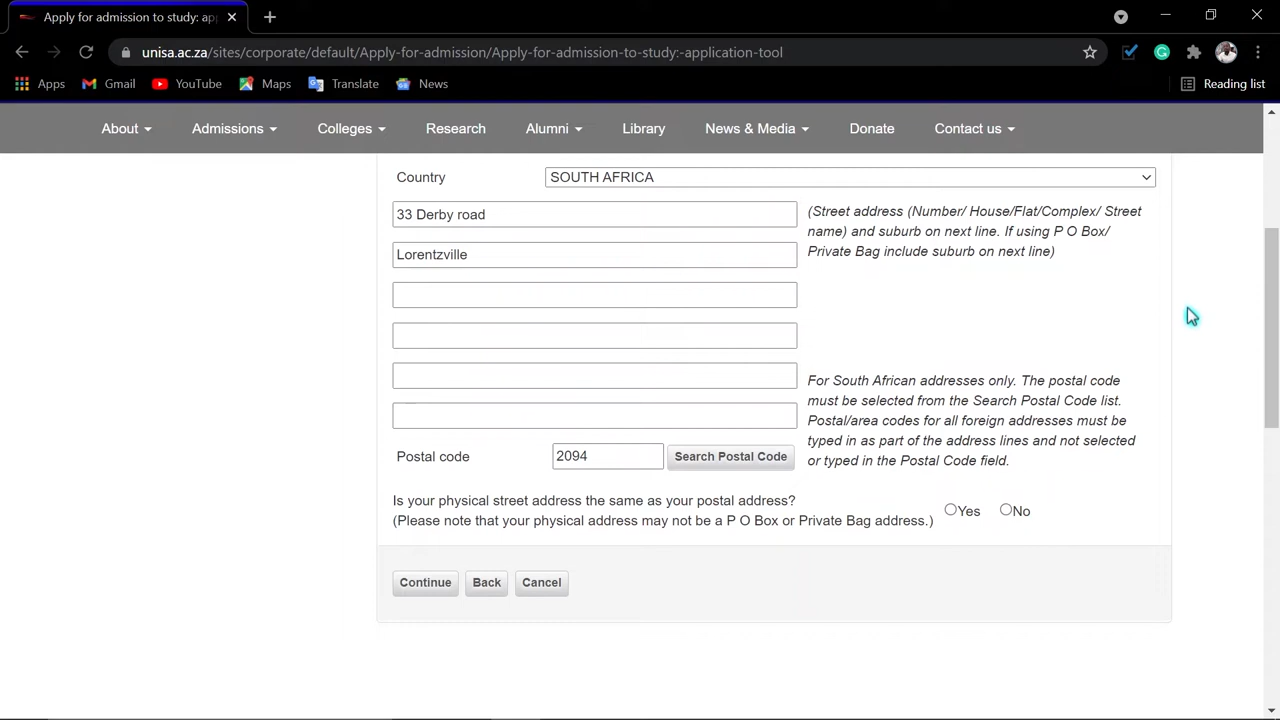 Apply for admission to study: ap
unisa.ac.za/sites/corporate/default/Apply-for-admission/Apply-for-admission-to-study:-application-tool
Apps Gmail YouTube Maps Translate News Reading list
About Admissions Colleges Research Alumni Library News & Media Donate Contact us
Country SOUTH AFRICA
33 Derby road
(Street address (Number/ House/Flat/Complex/ Street
name) and suburb on next line. If using P O Box/
Private Bag include suburb on next line)
Lorentzville
For South African addresses only. The postal code
must be selected from the Search Postal Code list.
Postal/area codes for all foreign addresses must be
typed in as part of the address lines and not selected
or typed in the Postal Code field.
Postal code 2094 Search Postal Code
Is your physical street address the same as your postal address?
(Please note that your physical address may not be a P O Box or Private Bag address.)
Yes No
Continue Back Cancel